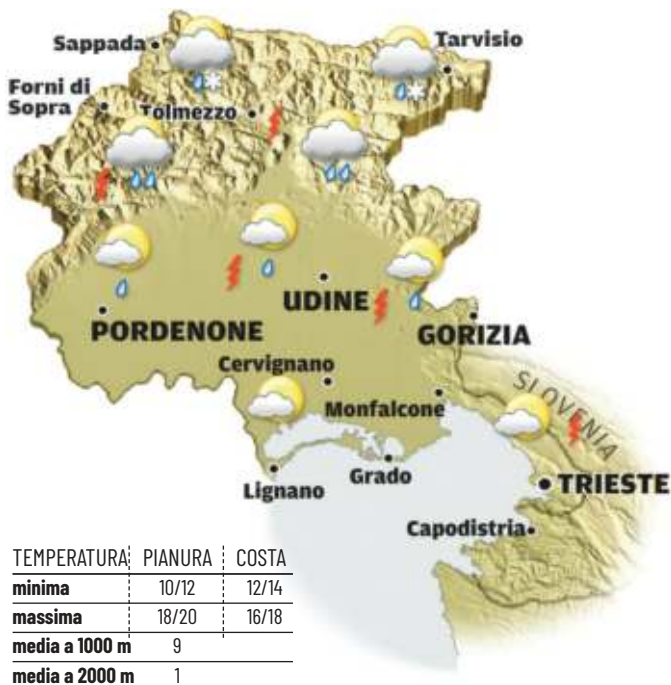 Sappada
Tarvisio
Forni di
Sopra
Tolmezzo
UDINE
PORDENONE
GORIZIA
Cervignano
SLOVENIA
Monfalcone
Grado
Lignano
TRIESTE
Capodistria
TEMPERATURA PIANURA COSTA
minima 10/12 12/14
massima 18/20 16/18
media a 1000 m 9
media a 2000 m 1